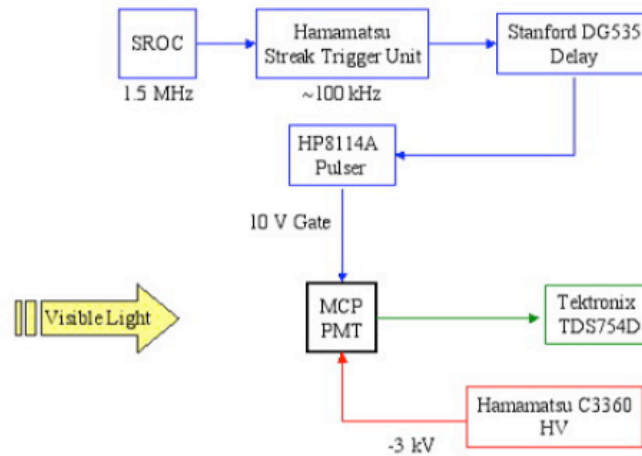 SROC
Hamamatsu
Streak Trigger Unit
Stanford DG535
Delay
1.5 MHz
~100 kHz
HP8114A
Pulser
10 V Gate
Visible Light
MCP
PMT
Tektronix
TDS754D
Hamamatsu C3360
HV
-3 kV